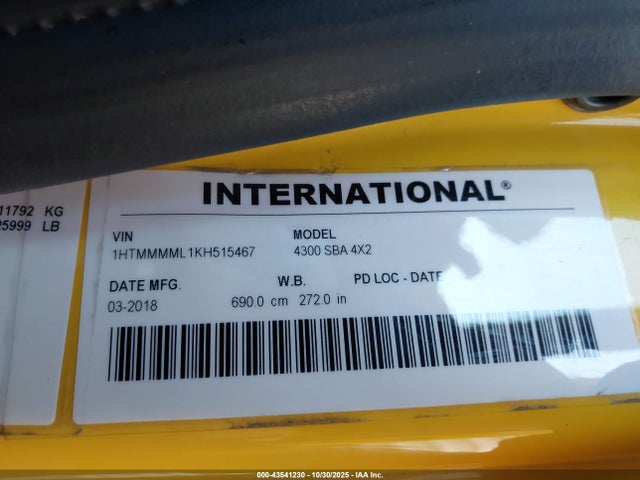 INTERNATIONAL®
11792 KG
25999 LB
VIN MODEL
1HTMMMML1KH515467 4300 SBA 4X2
DATE MFG. W.B. PD LOC - DATE
03-2018 690.0 cm 272.0 in
000-43541230 - 10/30/2025 - IAA Inc.